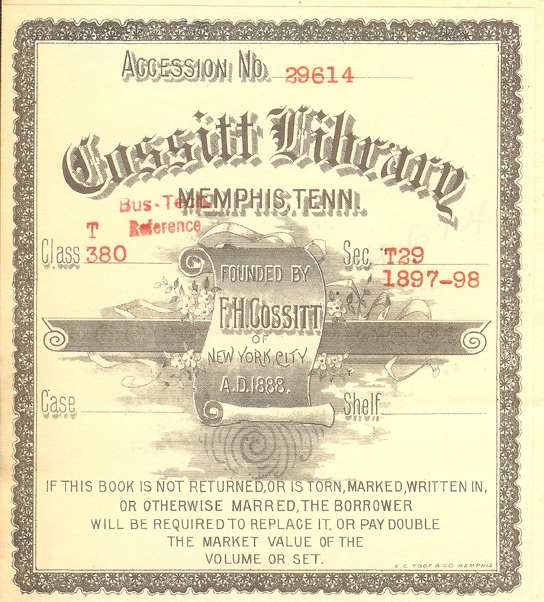 ACCESSION No. 29614
Cossitt Library
MEMPHIS, TENN.
Bus-Tech.
Reference
T
Class 380
Sec. T29
1897-98
FOUNDED BY
F.H. COSSITT
OF
NEW YORK, CITY.
A.D. 1888.
Case
Shelf
IF THIS BOOK IS NOT RETURNED, OR IS TORN, MARKED, WRITTEN IN,
OR OTHERWISE MARRED, THE BORROWER
WILL BE REQUIRED TO REPLACE IT, OR PAY DOUBLE
THE MARKET VALUE OF THE
VOLUME OR SET.
S. C. TOOF & CO MEMPHIS